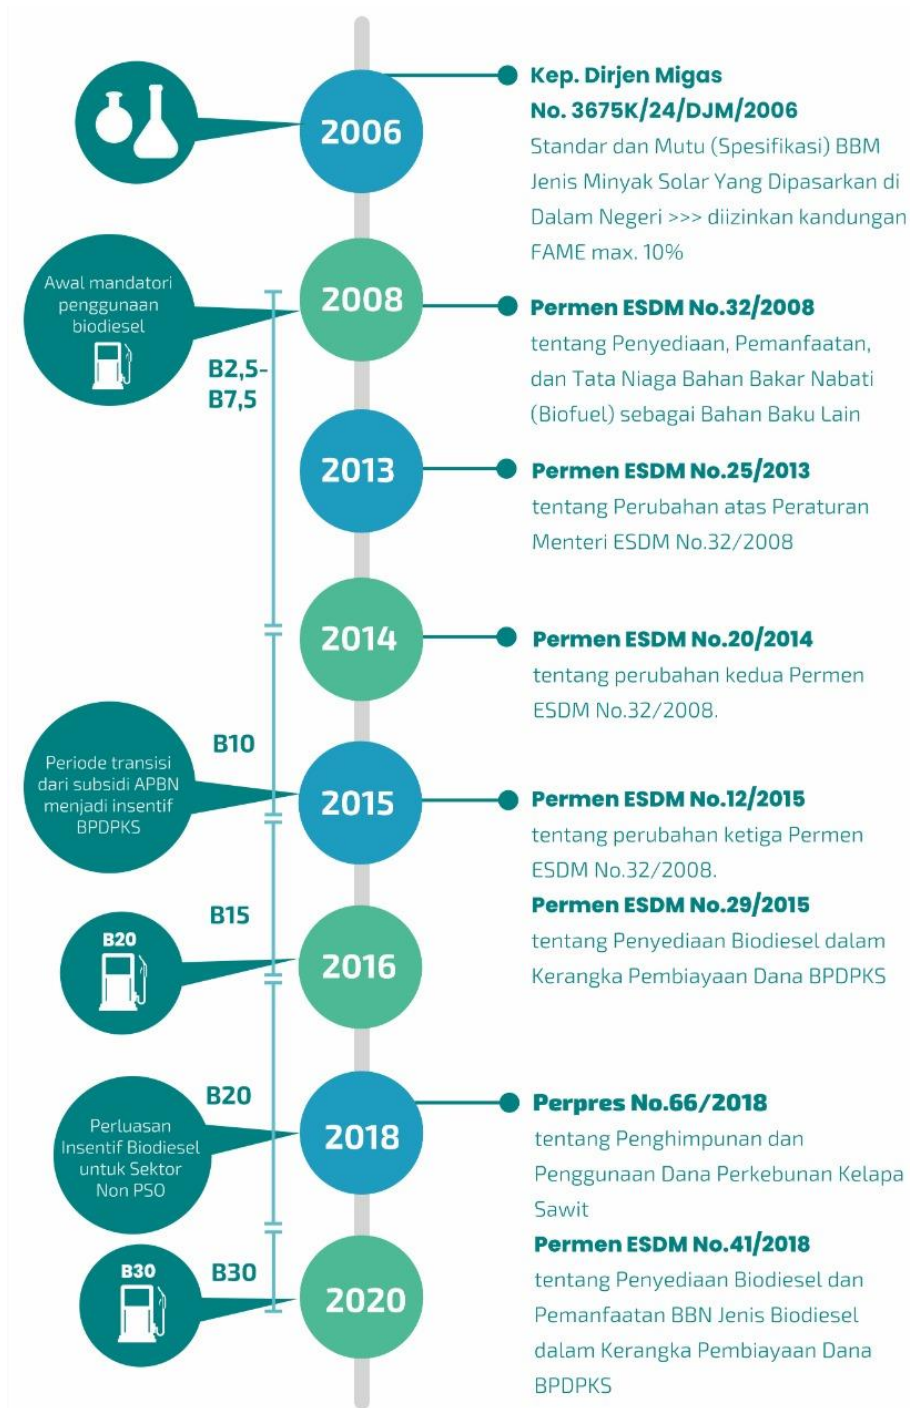 2006
Kep. Dirjen Migas
No. 3675K/24/DJM/2006
Standar dan Mutu (Spesifikasi) BBM
Jenis Minyak Solar Yang Dipasarkan di
Dalam Negeri >>> diizinkan kandungan
FAME max. 10%
Awal mandatori
penggunaan
biodiesel
2008
Permen ESDM No.32/2008
tentang Penyediaan, Pemanfaatan,
dan Tata Niaga Bahan Bakar Nabati
(Biofuel) sebagai Bahan Baku Lain
B2,5-
B7,5
2013
Permen ESDM No.25/2013
tentang Perubahan atas Peraturan
Menteri ESDM No.32/2008
2014
Permen ESDM No.20/2014
tentang perubahan kedua Permen
ESDM No.32/2008.
B10
Periode transisi
dari subsidi APBN
menjadi insentif
BPDPKS
2015
Permen ESDM No.12/2015
tentang perubahan ketiga Permen
ESDM No.32/2008.
Permen ESDM No.29/2015
tentang Penyediaan Biodiesel dalam
Kerangka Pembiayaan Dana BPDPKS
B15
B20
2016
B20
Perluasan
Insentif Biodiesel
untuk Sektor
Non PSO
2018
Perpres No.66/2018
tentang Penghimpunan dan
Penggunaan Dana Perkebunan Kelapa
Sawit
Permen ESDM No.41/2018
tentang Penyediaan Biodiesel dan
Pemanfaatan BBN Jenis Biodiesel
dalam Kerangka Pembiayaan Dana
BPDPKS
B30
B30
2020